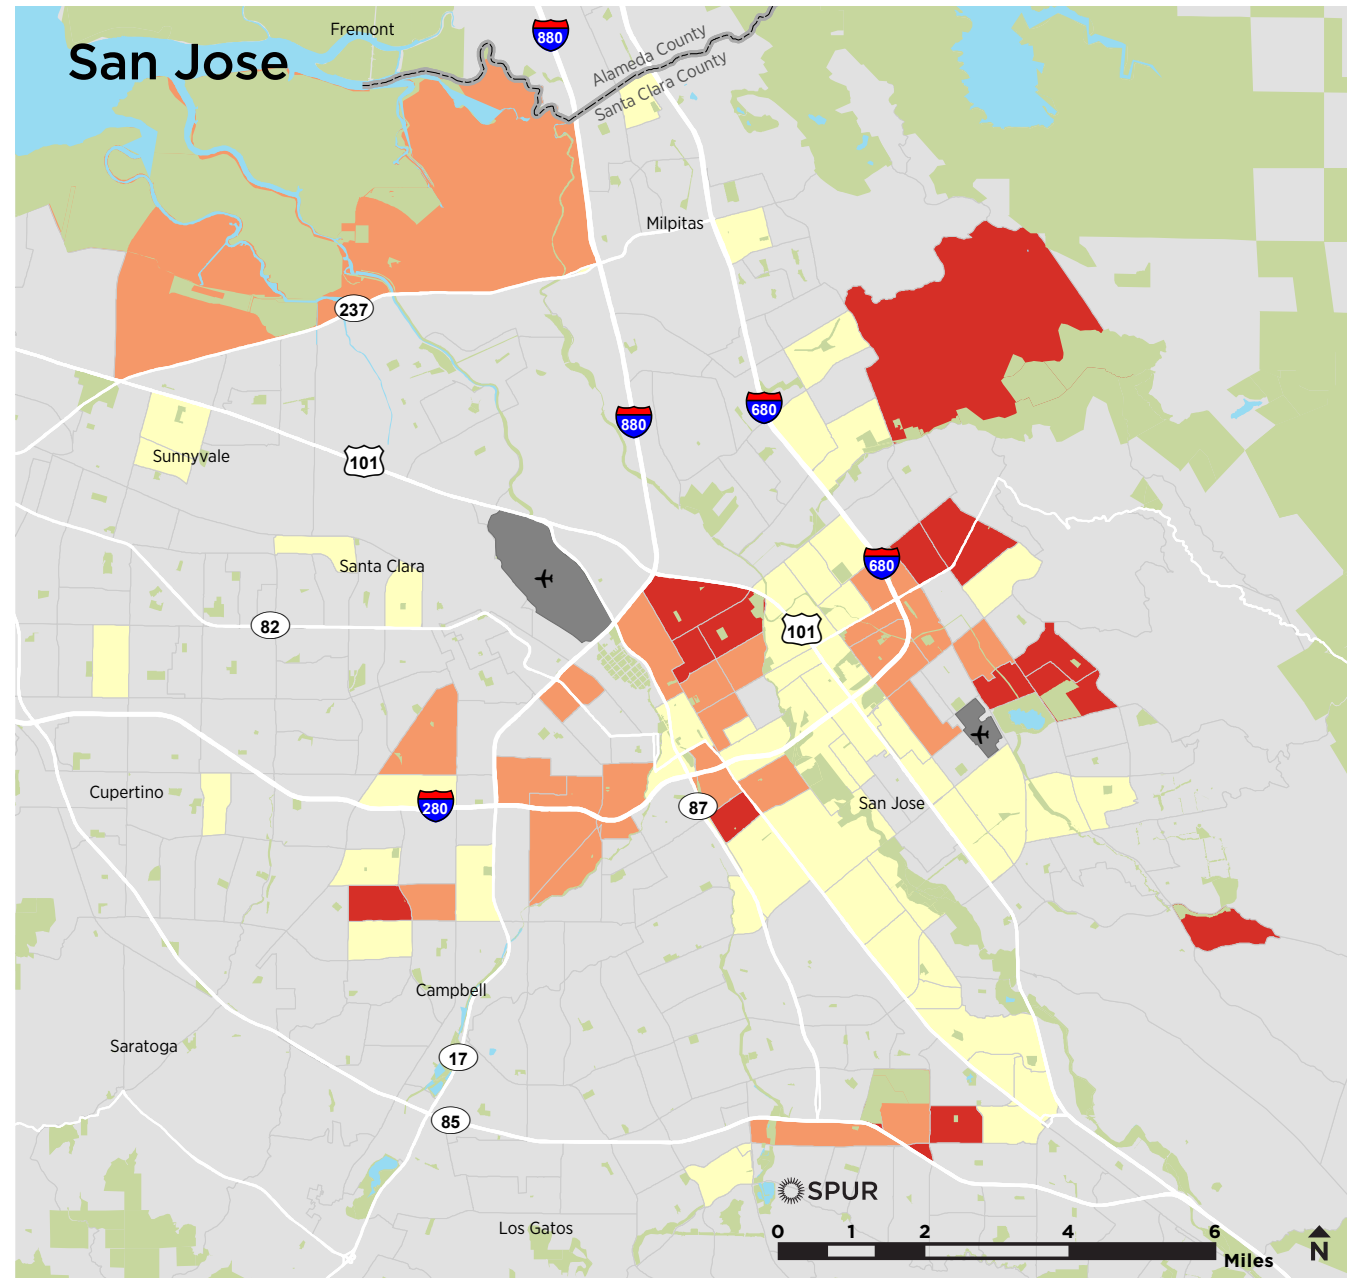 Fremont
880
San Jose
Alameda County
Santa Clara County
Milpitas
237
680
880
Sunnyvale
101
Santa Clara
680
82
101
Cupertino
280
87
San Jose
Campbell
Saratoga
17
85
SPUR
Los Gatos
0 1 2 4 6
Miles
N